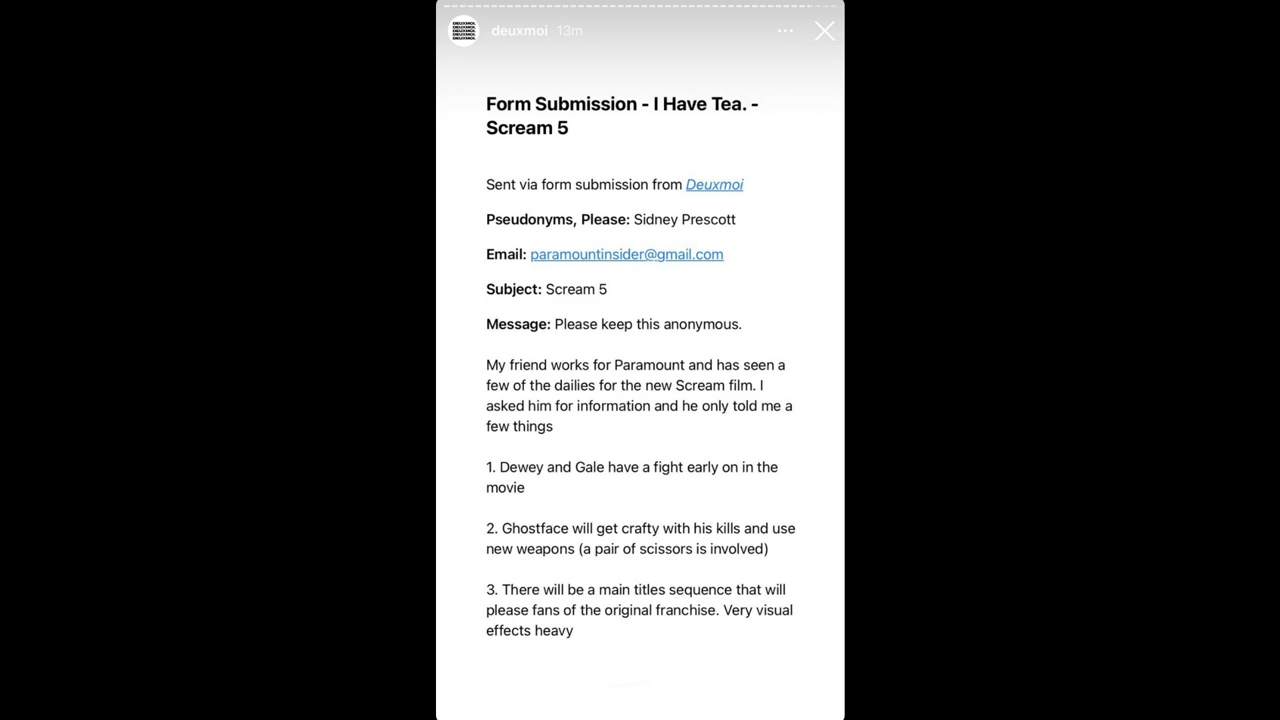 deuxmoi 13m
Form Submission - I Have Tea. -
Scream 5
Sent via form submission from Deuxmoi
Pseudonyms, Please: Sidney Prescott
Email: paramountinsider@gmail.com
Subject: Scream 5
Message: Please keep this anonymous.
My friend works for Paramount and has seen a
few of the dailies for the new Scream film. I
asked him for information and he only told me a
few things
1. Dewey and Gale have a fight early on in the
movie
2. Ghostface will get crafty with his kills and use
new weapons (a pair of scissors is involved)
3. There will be a main titles sequence that will
please fans of the original franchise. Very visual
effects heavy